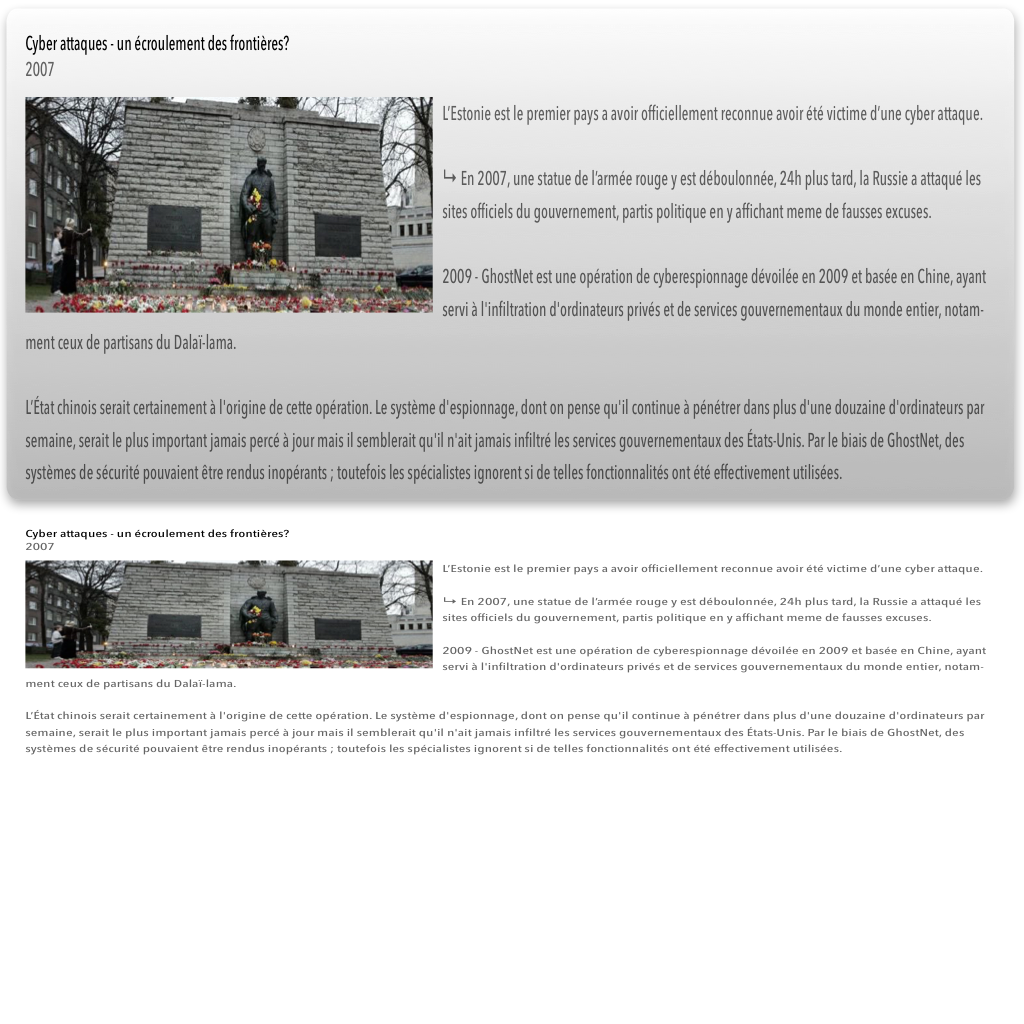 Cyber attaques - un écroulement des frontières?
2007
L’Estonie est le premier pays a avoir officiellement reconnue avoir été victime d’une cyber attaque.
↳ En 2007, une statue de l’armée rouge y est déboulonnée, 24h plus tard, la Russie a attaqué les
sites officiels du gouvernement, partis politique en y affichant meme de fausses excuses.
2009 - GhostNet est une opération de cyberespionnage dévoilée en 2009 et basée en Chine, ayant
servi à l'infiltration d'ordinateurs privés et de services gouvernementaux du monde entier, notam-
ment ceux de partisans du Dalaï-lama.
L’État chinois serait certainement à l'origine de cette opération. Le système d'espionnage, dont on pense qu'il continue à pénétrer dans plus d'une douzaine d'ordinateurs par
semaine, serait le plus important jamais percé à jour mais il semblerait qu'il n'ait jamais infiltré les services gouvernementaux des États-Unis. Par le biais de GhostNet, des
systèmes de sécurité pouvaient être rendus inopérants ; toutefois les spécialistes ignorent si de telles fonctionnalités ont été effectivement utilisées.
Cyber attaques - un écroulement des frontières?
2007
L’Estonie est le premier pays a avoir officiellement reconnue avoir été victime d’une cyber attaque.
↳ En 2007, une statue de l’armée rouge y est déboulonnée, 24h plus tard, la Russie a attaqué les
sites officiels du gouvernement, partis politique en y affichant meme de fausses excuses.
2009 - GhostNet est une opération de cyberespionnage dévoilée en 2009 et basée en Chine, ayant
servi à l'infiltration d'ordinateurs privés et de services gouvernementaux du monde entier, notam-
ment ceux de partisans du Dalaï-lama.
L’État chinois serait certainement à l'origine de cette opération. Le système d'espionnage, dont on pense qu'il continue à pénétrer dans plus d'une douzaine d'ordinateurs par
semaine, serait le plus important jamais percé à jour mais il semblerait qu'il n'ait jamais infiltré les services gouvernementaux des États-Unis. Par le biais de GhostNet, des
systèmes de sécurité pouvaient être rendus inopérants ; toutefois les spécialistes ignorent si de telles fonctionnalités ont été effectivement utilisées.